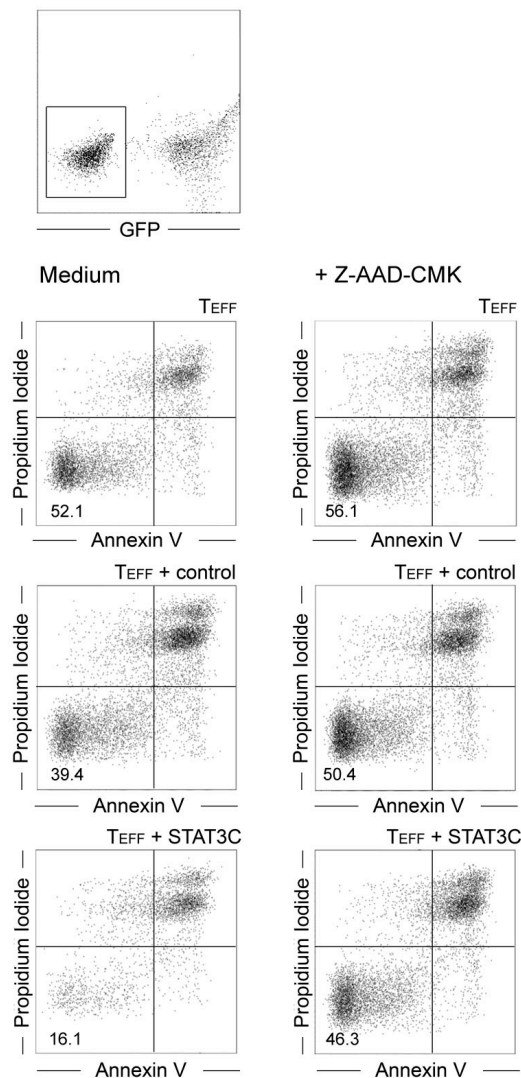 GFP
Medium
+ Z-AAD-CMK
TEFF
TEFF
Propidium Iodide
52.1
Annexin V
Propidium Iodide
56.1
Annexin V
TEFF + control
TEFF + control
Propidium Iodide
39.4
Annexin V
Propidium Iodide
50.4
Annexin V
TEFF + STAT3C
TEFF + STAT3C
Propidium Iodide
16.1
Annexin V
Propidium Iodide
46.3
Annexin V